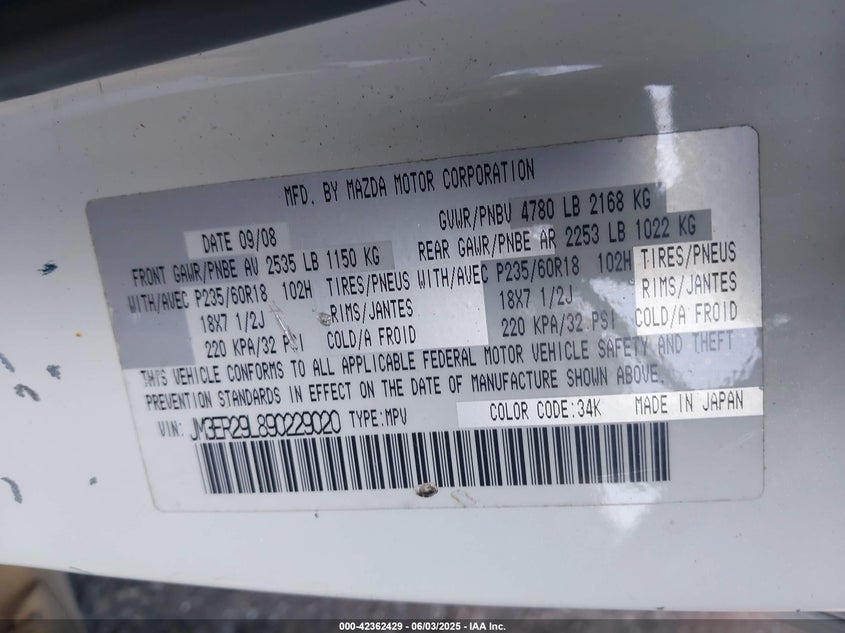 MFD. BY MAZDA MOTOR CORPORATION
DATE 09/08
GVWR/PNBV 4780 LB 2168 KG
FRONT GAWR/PNBE AV 2535 LB 1150 KG
REAR GAWR/PNBE AR 2253 LB 1022 KG
WITH/AVEC P235/60R18 102H TIRES/PNEUS
WITH/AVEC P235/60R18 102H TIRES/PNEUS
18X7 1/2J RIMS/JANTES
18X7 1/2J RIMS/JANTES
220 KPA/32 PSI COLD/A FROID
220 KPA/32 PSI COLD/A FROID
THIS VEHICLE CONFORMS TO ALL APPLICABLE FEDERAL MOTOR VEHICLE SAFETY AND THEFT
PREVENTION STANDARDS IN EFFECT ON THE DATE OF MANUFACTURE SHOWN ABOVE.
VIN: JM3ER29L890229020 TYPE:MPV COLOR CODE:34K MADE IN JAPAN
000-42362429 - 06/03/2025 - IAA Inc.